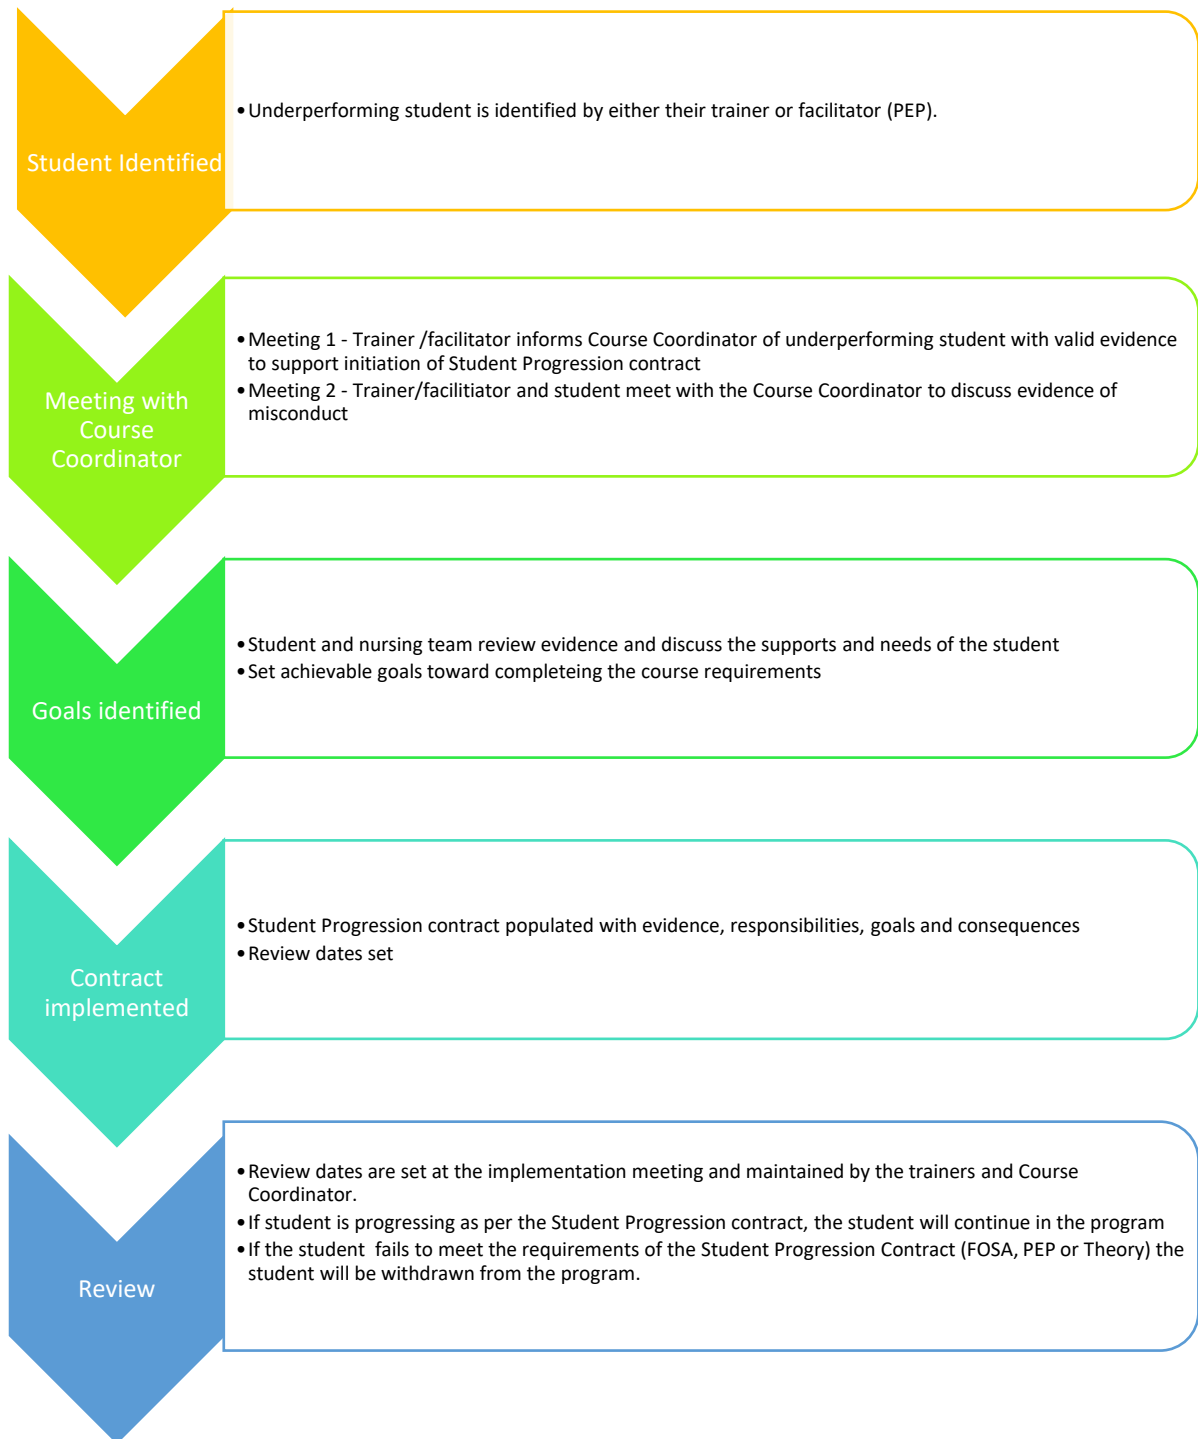 Student Identified
•Underperforming student is identified by either their trainer or facilitator (PEP).
Meeting with
Course
Coordinator
•Meeting 1 - Trainer /facilitator informs Course Coordinator of underperforming student with valid evidence
to support initiation of Student Progression contract
•Meeting 2 - Trainer/facilitiator and student meet with the Course Coordinator to discuss evidence of
misconduct
Goals identified
•Student and nursing team review evidence and discuss the supports and needs of the student
•Set achievable goals toward completeing the course requirements
Contract
implemented
•Student Progression contract populated with evidence, responsibilities, goals and consequences
•Review dates set
Review
•Review dates are set at the implementation meeting and maintained by the trainers and Course
Coordinator.
•If student is progressing as per the Student Progression contract, the student will continue in the program
•If the student  fails to meet the requirements of the Student Progression Contract (FOSA, PEP or Theory) the
student will be withdrawn from the program.